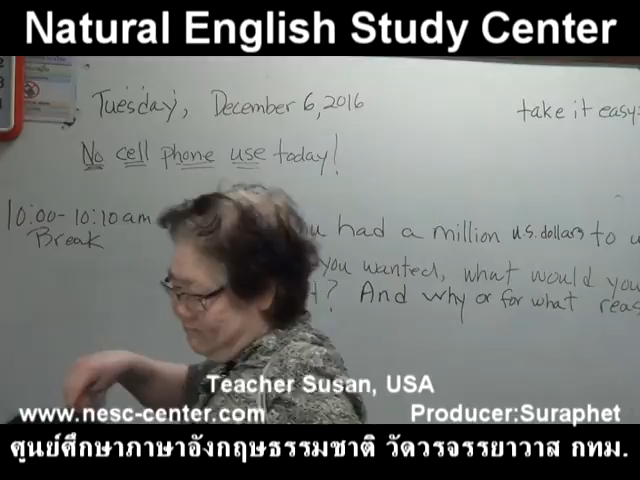 Natural English Study Center
Tuesday, December 6, 2016
take it easy
No cell phone use today!
10:00-10:10 am
Break
had a million U.S. dollars to
you wanted, what would you
? And why or for what reas
Teacher Susan, USA
www.nesc-center.com
Producer:Suraphet
ศูนย์ศึกษาภาษาอังกฤษธรรมชาติ วัดวรจรรยาวาส กทม.